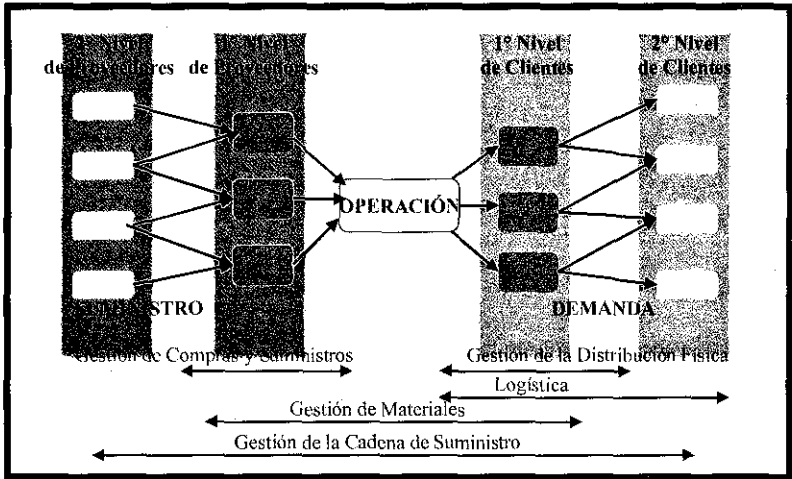 2° Nivel
de Proveedores
1° Nivel
de Proveedores
1° Nivel
de Clientes
2° Nivel
de Clientes
OPERACIÓN
DEMANDA
Gestión de Compras y Suministros
Gestión de la Distribución Física
Logística
Gestión de Materiales
Gestión de la Cadena de Suministro